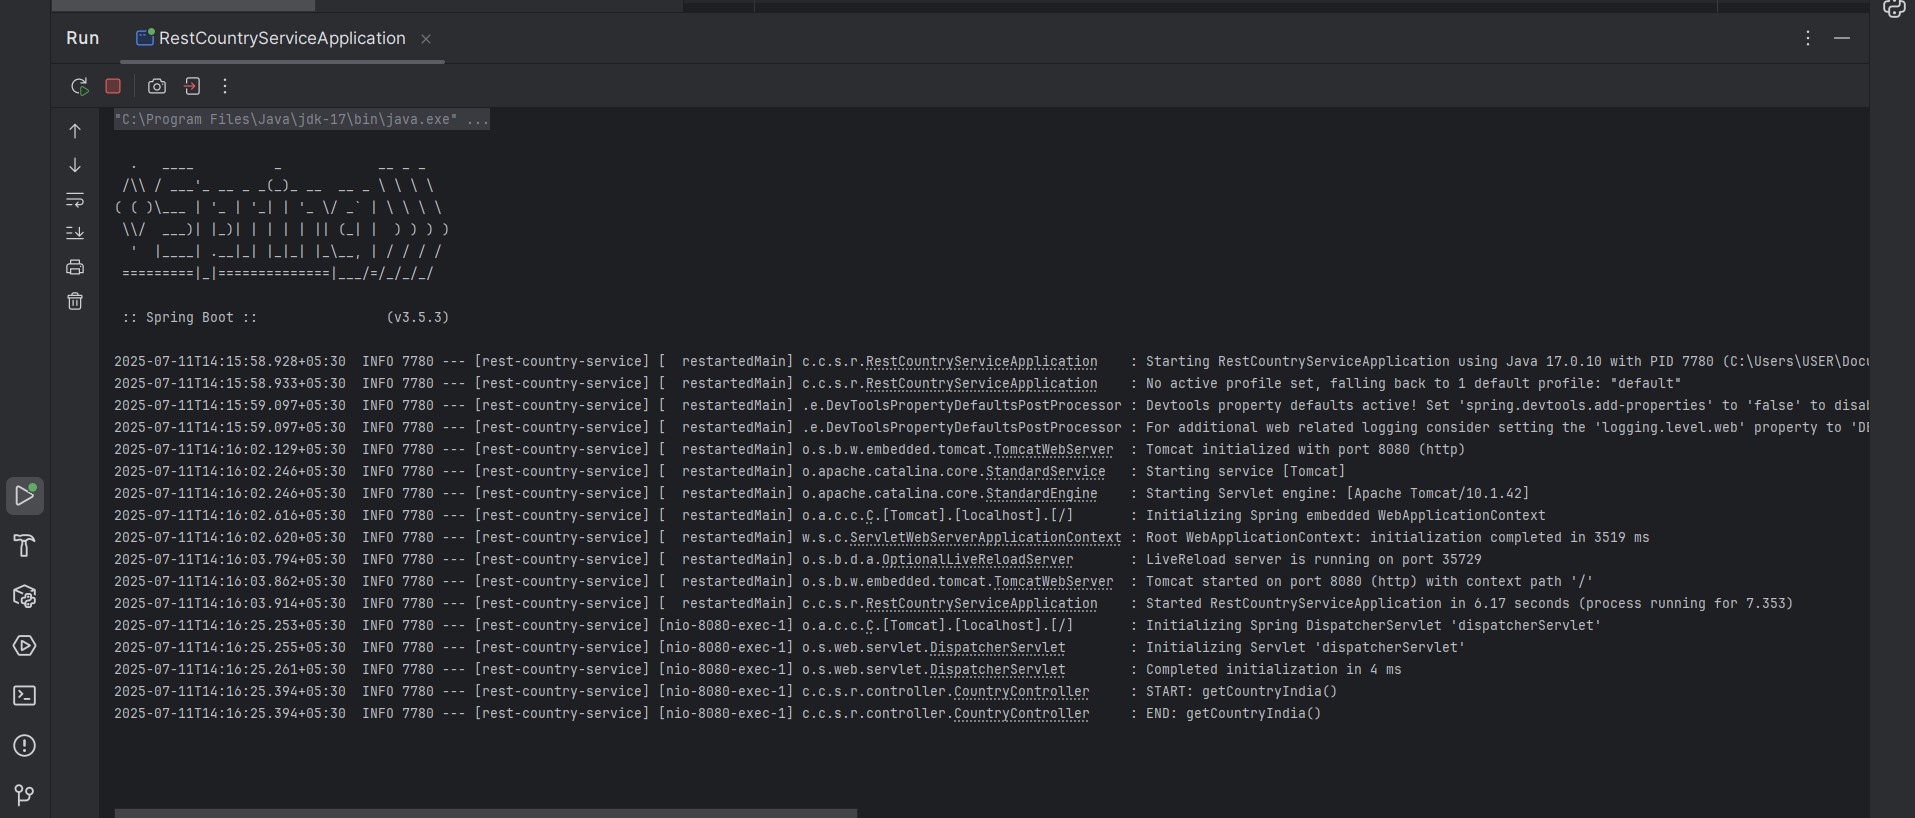 Run RestCountryServiceApplication
"C:\Program Files\Java\jdk-17\bin\java.exe" ...
  .   ____          _            __ _ _
 /\\ / ___'_ __ _ _(_)_ __  __ _ \ \ \ \
( ( )\___ | '_ | '_| | '_ \/ _` | \ \ \ \
 \\/  ___)| |_)| | | | | || (_| |  ) ) ) )
  '  |____| .__|_| |_|_| |_\__, | / / / /
 =========|_|==============|___/=/_/_/_/
 :: Spring Boot ::                (v3.5.3)
2025-07-11T14:15:58.928+05:30  INFO 7780 --- [rest-country-service] [  restartedMain] c.c.s.r.RestCountryServiceApplication    : Starting RestCountryServiceApplication using Java 17.0.10 with PID 7780 (C:\Users\USER\Docu
2025-07-11T14:15:58.933+05:30  INFO 7780 --- [rest-country-service] [  restartedMain] c.c.s.r.RestCountryServiceApplication    : No active profile set, falling back to 1 default profile: "default"
2025-07-11T14:15:59.097+05:30  INFO 7780 --- [rest-country-service] [  restartedMain] .e.DevToolsPropertyDefaultsPostProcessor : Devtools property defaults active! Set 'spring.devtools.add-properties' to 'false' to disab
2025-07-11T14:15:59.097+05:30  INFO 7780 --- [rest-country-service] [  restartedMain] .e.DevToolsPropertyDefaultsPostProcessor : For additional web related logging consider setting the 'logging.level.web' property to 'DE
2025-07-11T14:16:02.129+05:30  INFO 7780 --- [rest-country-service] [  restartedMain] o.s.b.w.embedded.tomcat.TomcatWebServer  : Tomcat initialized with port 8080 (http)
2025-07-11T14:16:02.246+05:30  INFO 7780 --- [rest-country-service] [  restartedMain] o.apache.catalina.core.StandardService   : Starting service [Tomcat]
2025-07-11T14:16:02.246+05:30  INFO 7780 --- [rest-country-service] [  restartedMain] o.apache.catalina.core.StandardEngine    : Starting Servlet engine: [Apache Tomcat/10.1.42]
2025-07-11T14:16:02.616+05:30  INFO 7780 --- [rest-country-service] [  restartedMain] o.a.c.c.C.[Tomcat].[localhost].[/]       : Initializing Spring embedded WebApplicationContext
2025-07-11T14:16:02.620+05:30  INFO 7780 --- [rest-country-service] [  restartedMain] w.s.c.ServletWebServerApplicationContext : Root WebApplicationContext: initialization completed in 3519 ms
2025-07-11T14:16:03.794+05:30  INFO 7780 --- [rest-country-service] [  restartedMain] o.s.b.d.a.OptionalLiveReloadServer       : LiveReload server is running on port 35729
2025-07-11T14:16:03.862+05:30  INFO 7780 --- [rest-country-service] [  restartedMain] o.s.b.w.embedded.tomcat.TomcatWebServer  : Tomcat started on port 8080 (http) with context path '/'
2025-07-11T14:16:03.914+05:30  INFO 7780 --- [rest-country-service] [  restartedMain] c.c.s.r.RestCountryServiceApplication    : Started RestCountryServiceApplication in 6.17 seconds (process running for 7.353)
2025-07-11T14:16:25.253+05:30  INFO 7780 --- [rest-country-service] [nio-8080-exec-1] o.a.c.c.C.[Tomcat].[localhost].[/]       : Initializing Spring DispatcherServlet 'dispatcherServlet'
2025-07-11T14:16:25.255+05:30  INFO 7780 --- [rest-country-service] [nio-8080-exec-1] o.s.web.servlet.DispatcherServlet        : Initializing Servlet 'dispatcherServlet'
2025-07-11T14:16:25.261+05:30  INFO 7780 --- [rest-country-service] [nio-8080-exec-1] o.s.web.servlet.DispatcherServlet        : Completed initialization in 4 ms
2025-07-11T14:16:25.394+05:30  INFO 7780 --- [rest-country-service] [nio-8080-exec-1] c.c.s.r.controller.CountryController     : START: getCountryIndia()
2025-07-11T14:16:25.394+05:30  INFO 7780 --- [rest-country-service] [nio-8080-exec-1] c.c.s.r.controller.CountryController     : END: getCountryIndia()